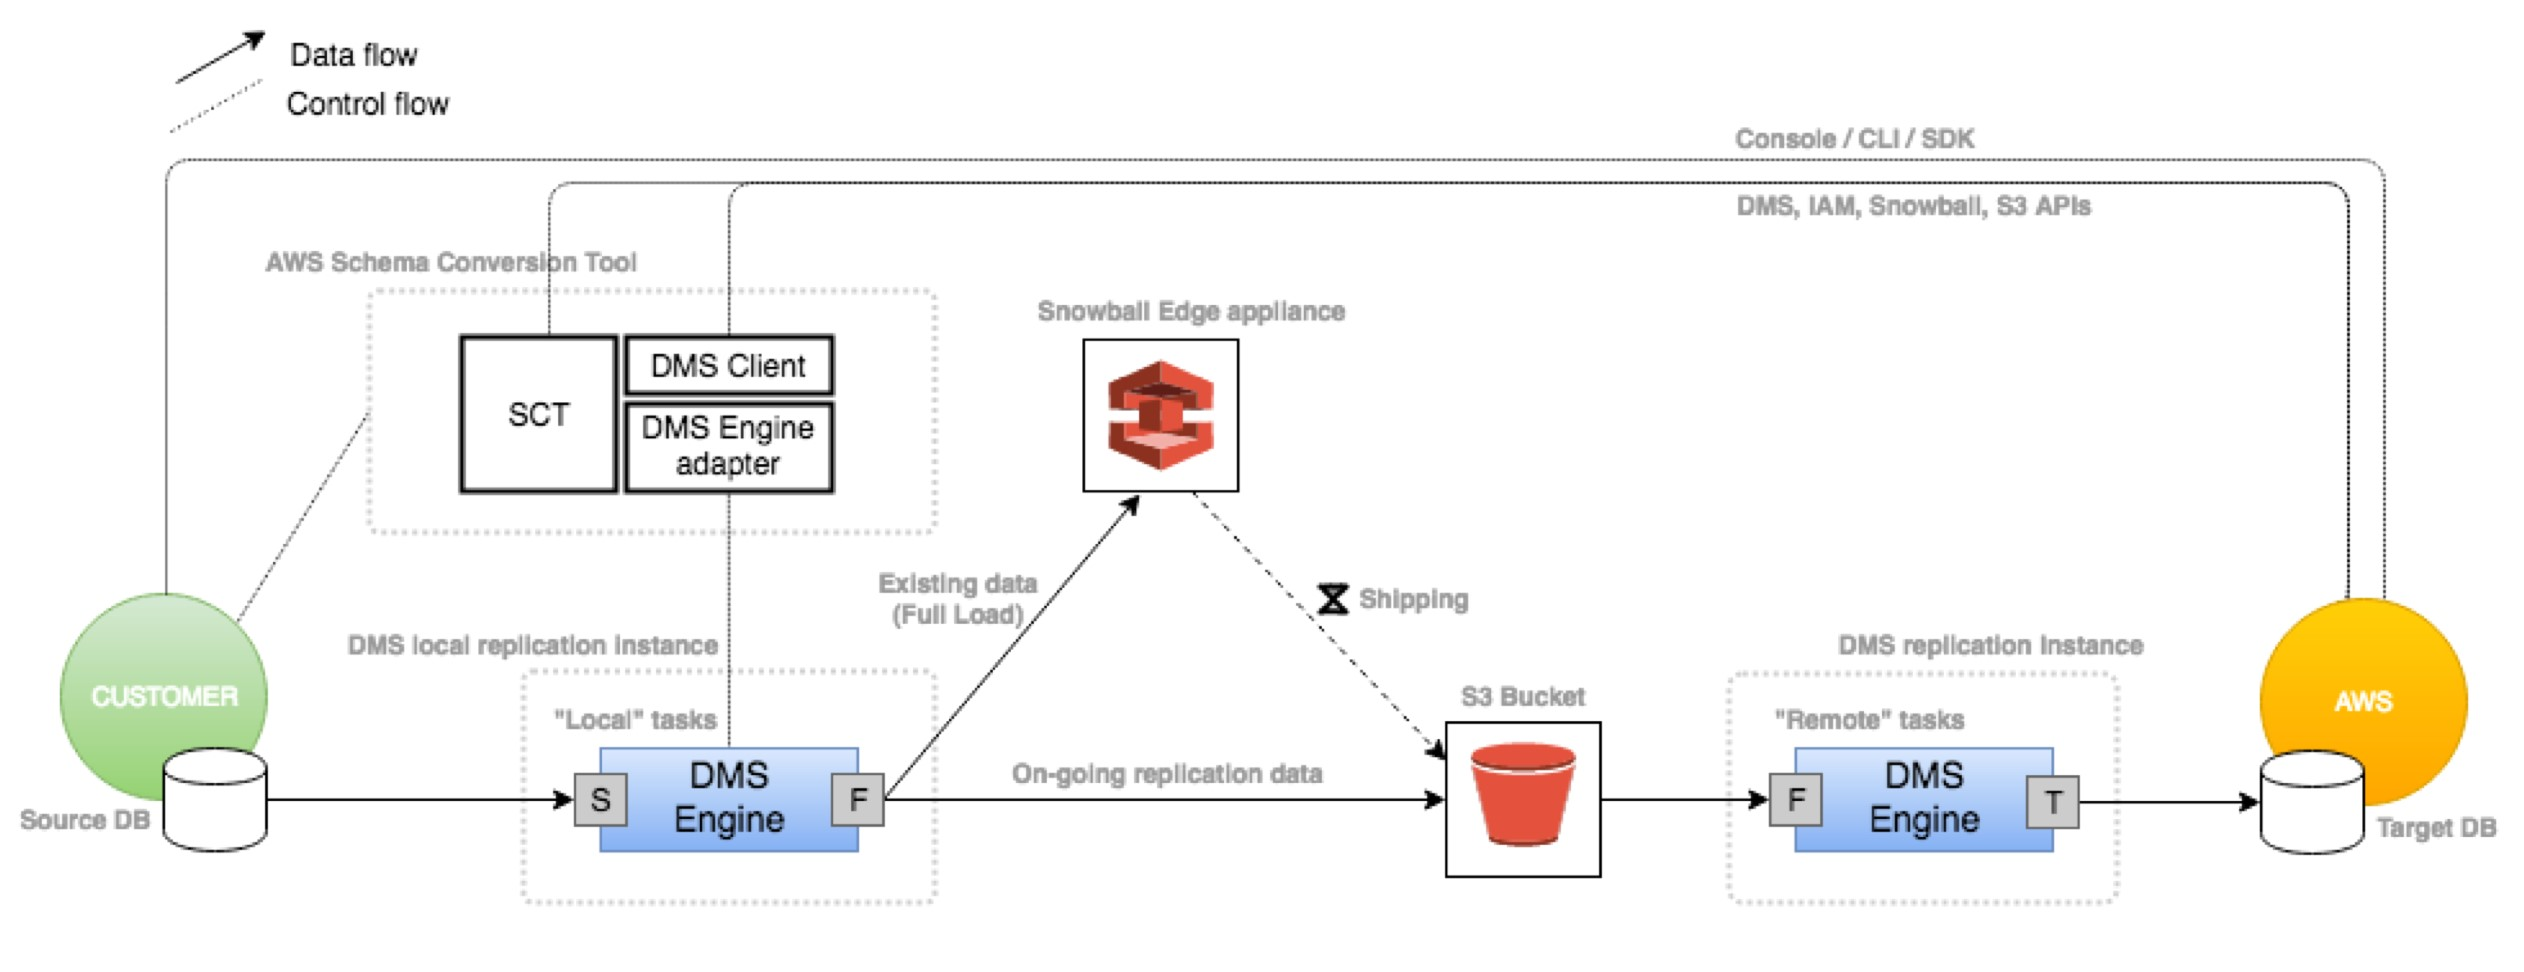 Data flow
Control flow
Console / CLI / SDK
DMS, IAM, Snowball, S3 APIs
AWS Schema Conversion Tool
Snowball Edge appliance
SCT
DMS Client
DMS Engine
adapter
Existing data
(Full Load)
Shipping
DMS local replication instance
DMS replication Instance
CUSTOMER
AWS
S3 Bucket
"Local" tasks
"Remote" tasks
On-going replication data
Source DB
S
DMS
Engine
F
F
DMS
Engine
T
Target DB